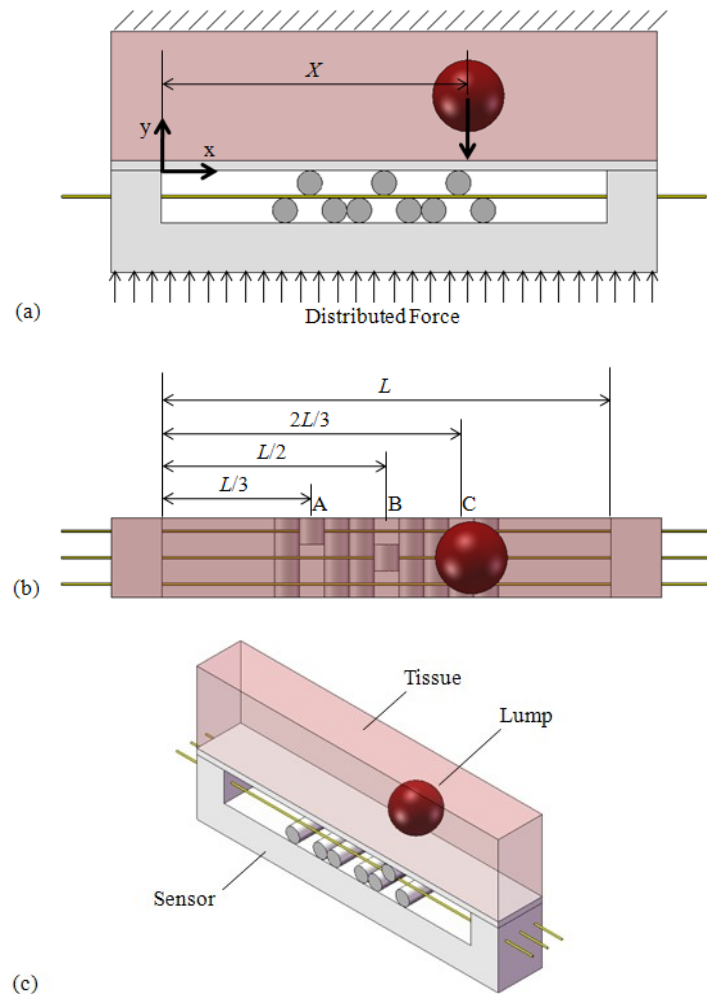 X
y
x
Distributed Force
(a)
L
2L/3
L/2
L/3
A
B
C
(b)
Tissue
Lump
Sensor
(c)